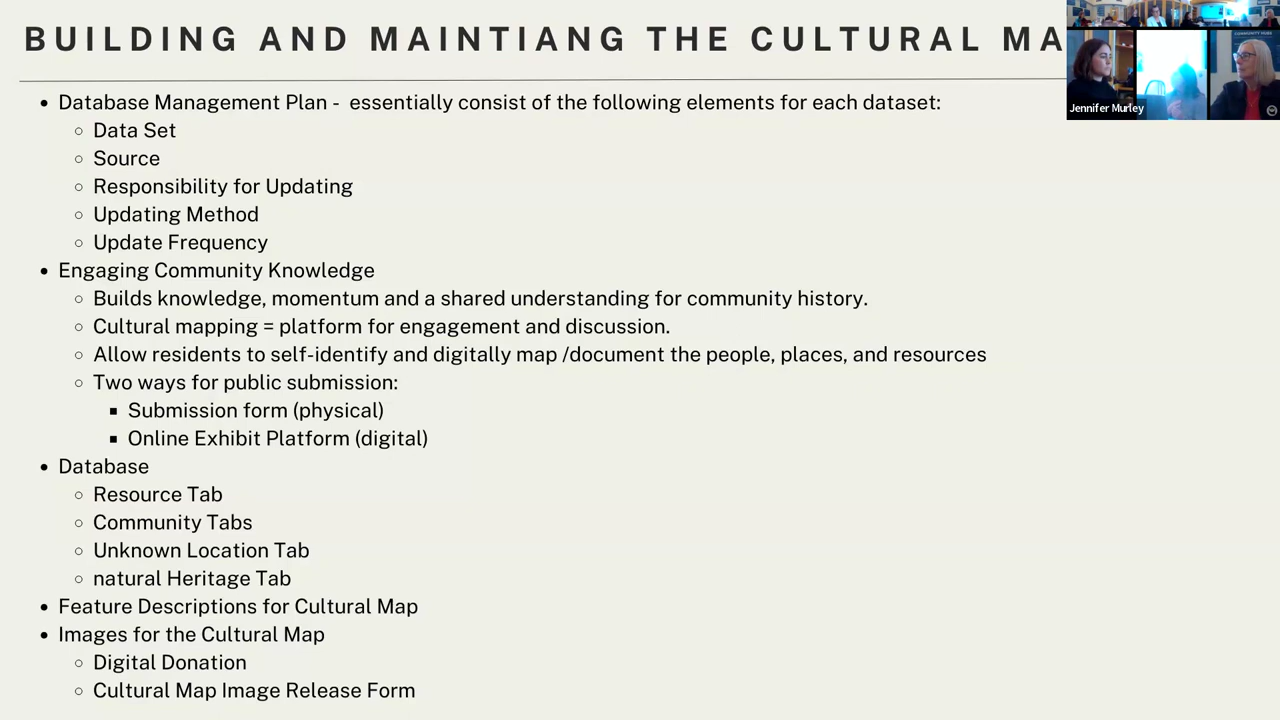 BUILDING AND MAINTIANG THE CULTURAL MA
• Database Management Plan - essentially consist of the following elements for each dataset:
○ Data Set
○ Source
○ Responsibility for Updating
○ Updating Method
○ Update Frequency
• Engaging Community Knowledge
○ Builds knowledge, momentum and a shared understanding for community history.
○ Cultural mapping = platform for engagement and discussion.
○ Allow residents to self-identify and digitally map /document the people, places, and resources
○ Two ways for public submission:
▪ Submission form (physical)
▪ Online Exhibit Platform (digital)
• Database
○ Resource Tab
○ Community Tabs
○ Unknown Location Tab
○ natural Heritage Tab
• Feature Descriptions for Cultural Map
• Images for the Cultural Map
○ Digital Donation
○ Cultural Map Image Release Form
Jennifer Murley